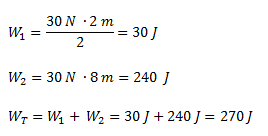 W₁ = (30 N · 2 m)/2 = 30 J
W₂ = 30 N · 8 m = 240 J
W_T = W₁ + W₂ = 30 J + 240 J = 270 J